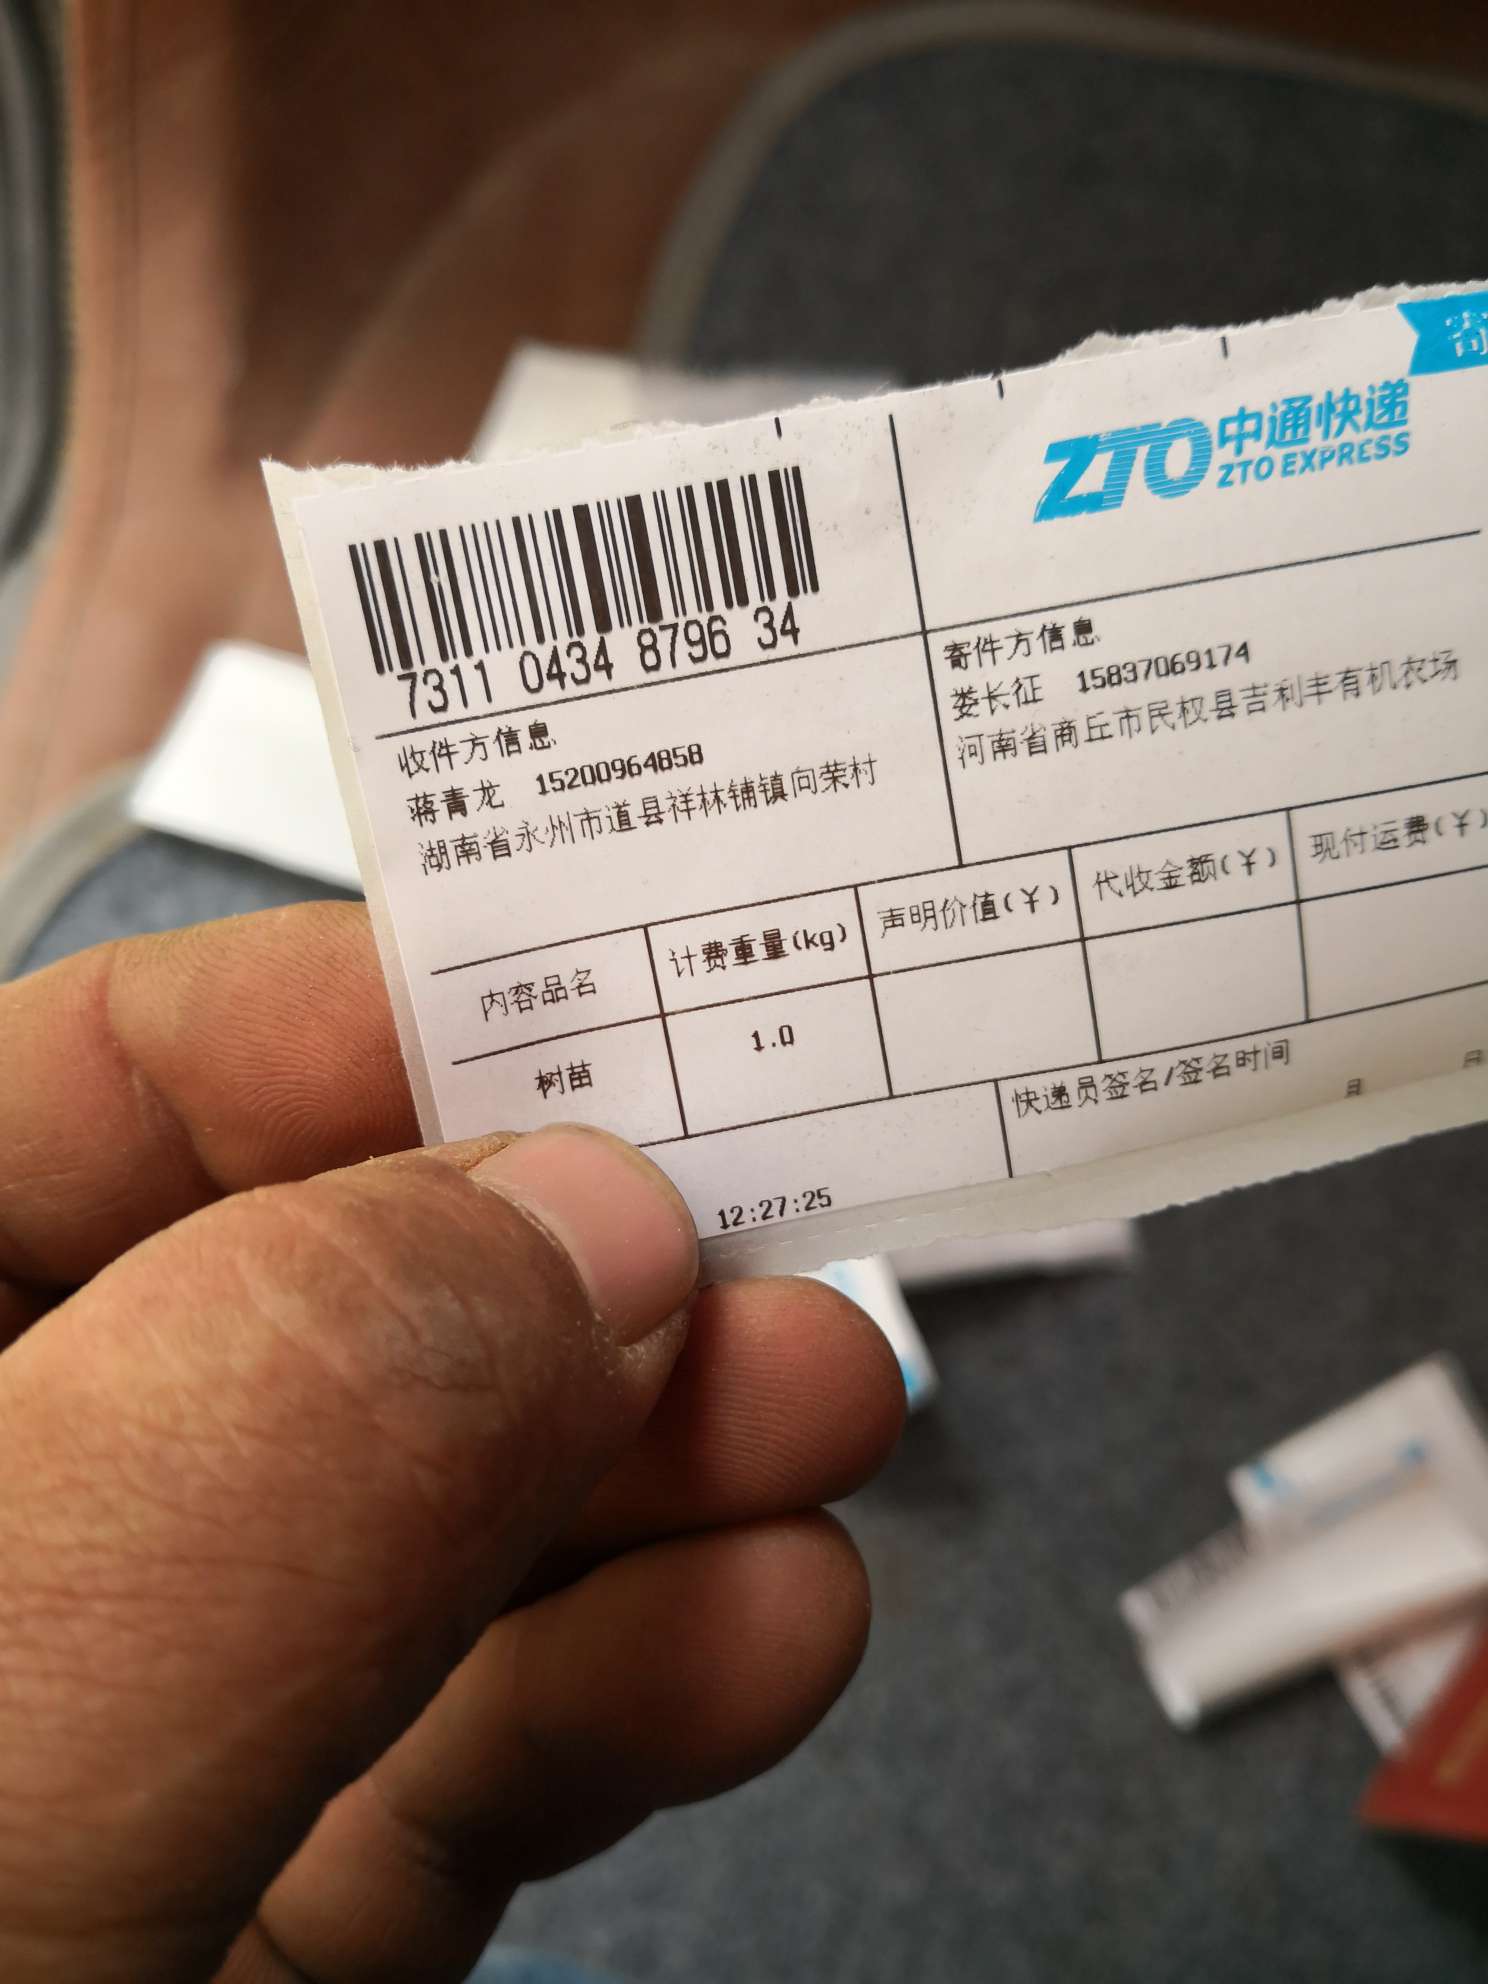 寄
ZTO中通快递
ZTO EXPRESS
7311 0434 8796 34
收件方信息
蒋青龙 15200964858
湖南省永州市道县祥林铺镇向荣村
寄件方信息
娄长征 15837069174
河南省商丘市民权县吉利丰有机农场
内容品名 计费重量(kg) 声明价值(￥) 代收金额(￥) 现付运费(￥)
树苗 1.0
快递员签名/签名时间
月 日
12:27:25